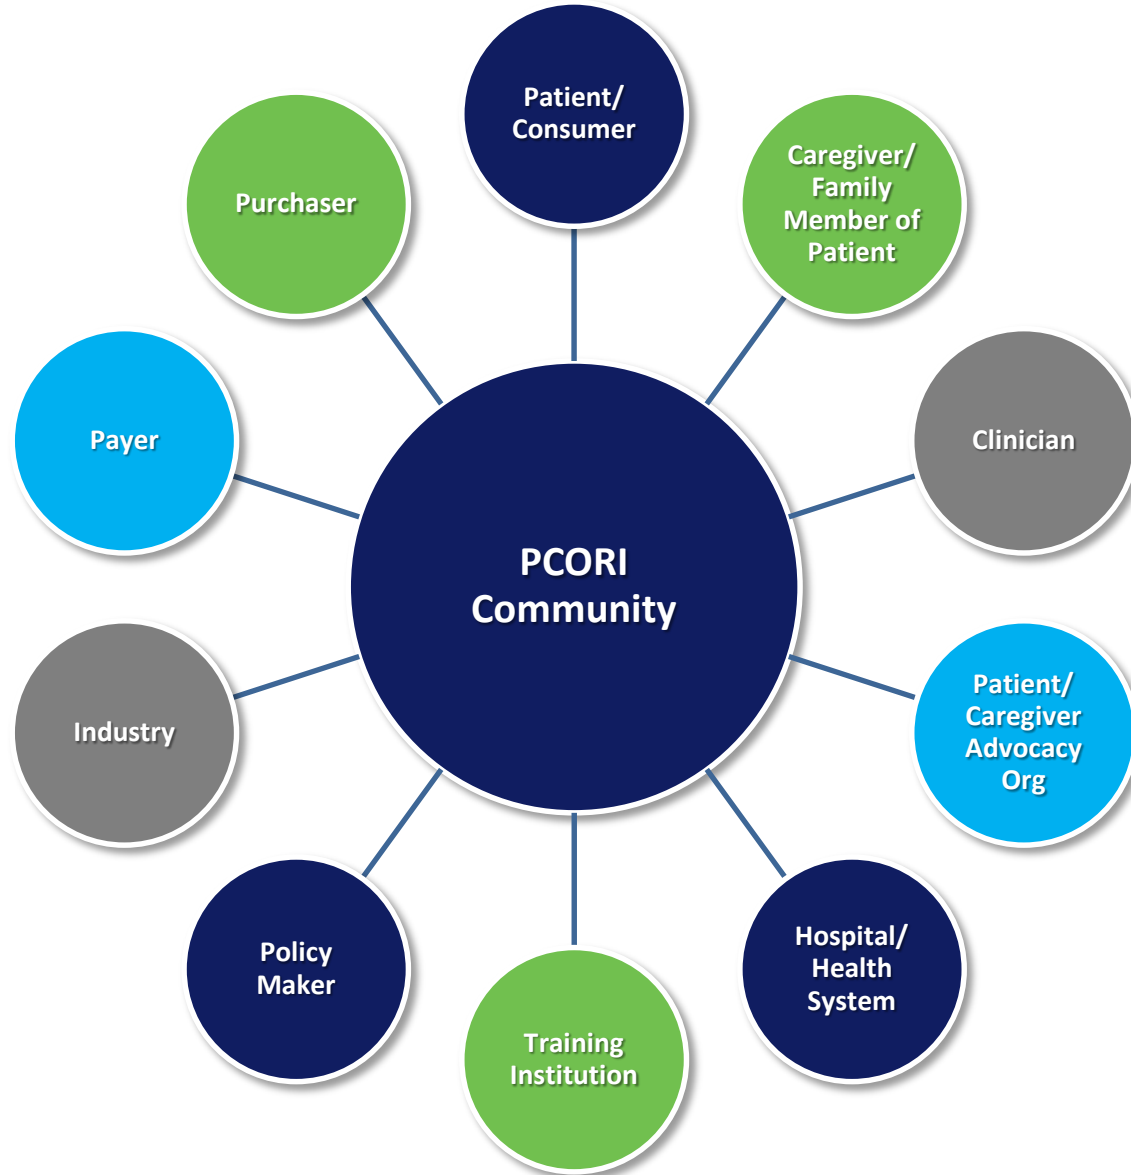 Patient/
Consumer
Caregiver/
Family
Member of
Patient
Clinician
Patient/
Caregiver
Advocacy
Org
Hospital/
Health
System
Training
Institution
Policy
Maker
Industry
Payer
Purchaser
PCORI
Community